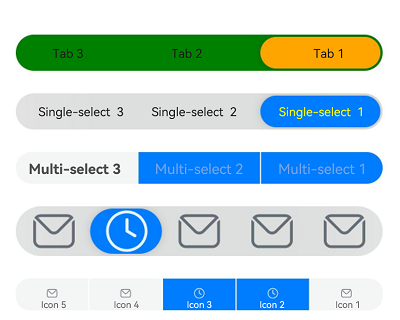 Tab 3 Tab 2 Tab 1
Single-select 3 Single-select 2 Single-select 1
Multi-select 3 Multi-select 2 Multi-select 1
Icon 5 Icon 4 Icon 3 Icon 2 Icon 1